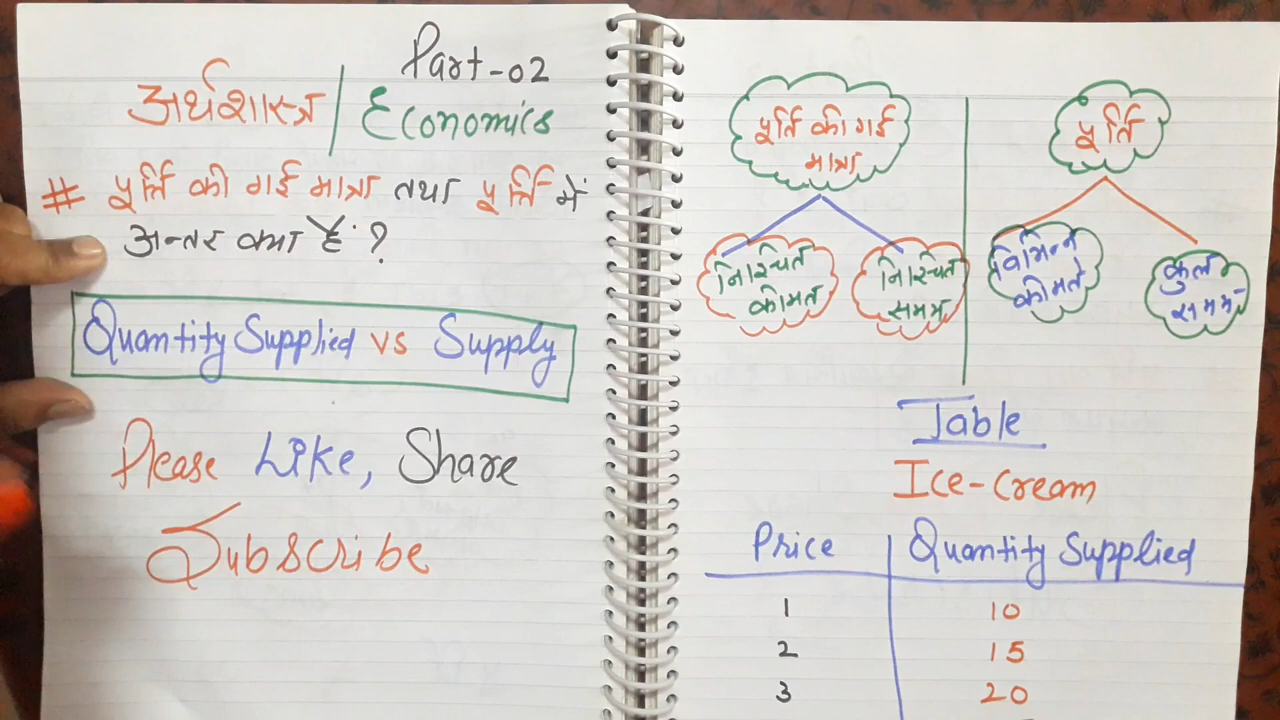 Part-02
अर्थशास्त्र / Economics
# पूर्ति की गई मात्रा तथा पूर्ति में
अन्तर क्या है ?
Quantity Supplied vs Supply
Please Like, Share
Subscribe
पूर्ति की गई
मात्रा
निश्चित
कीमत
निश्चित
समय
पूर्ति
विभिन्न
कीमत
कुल
समय
Table
Ice-Cream
Price | Quantity Supplied
1 | 10
2 | 15
3 | 20